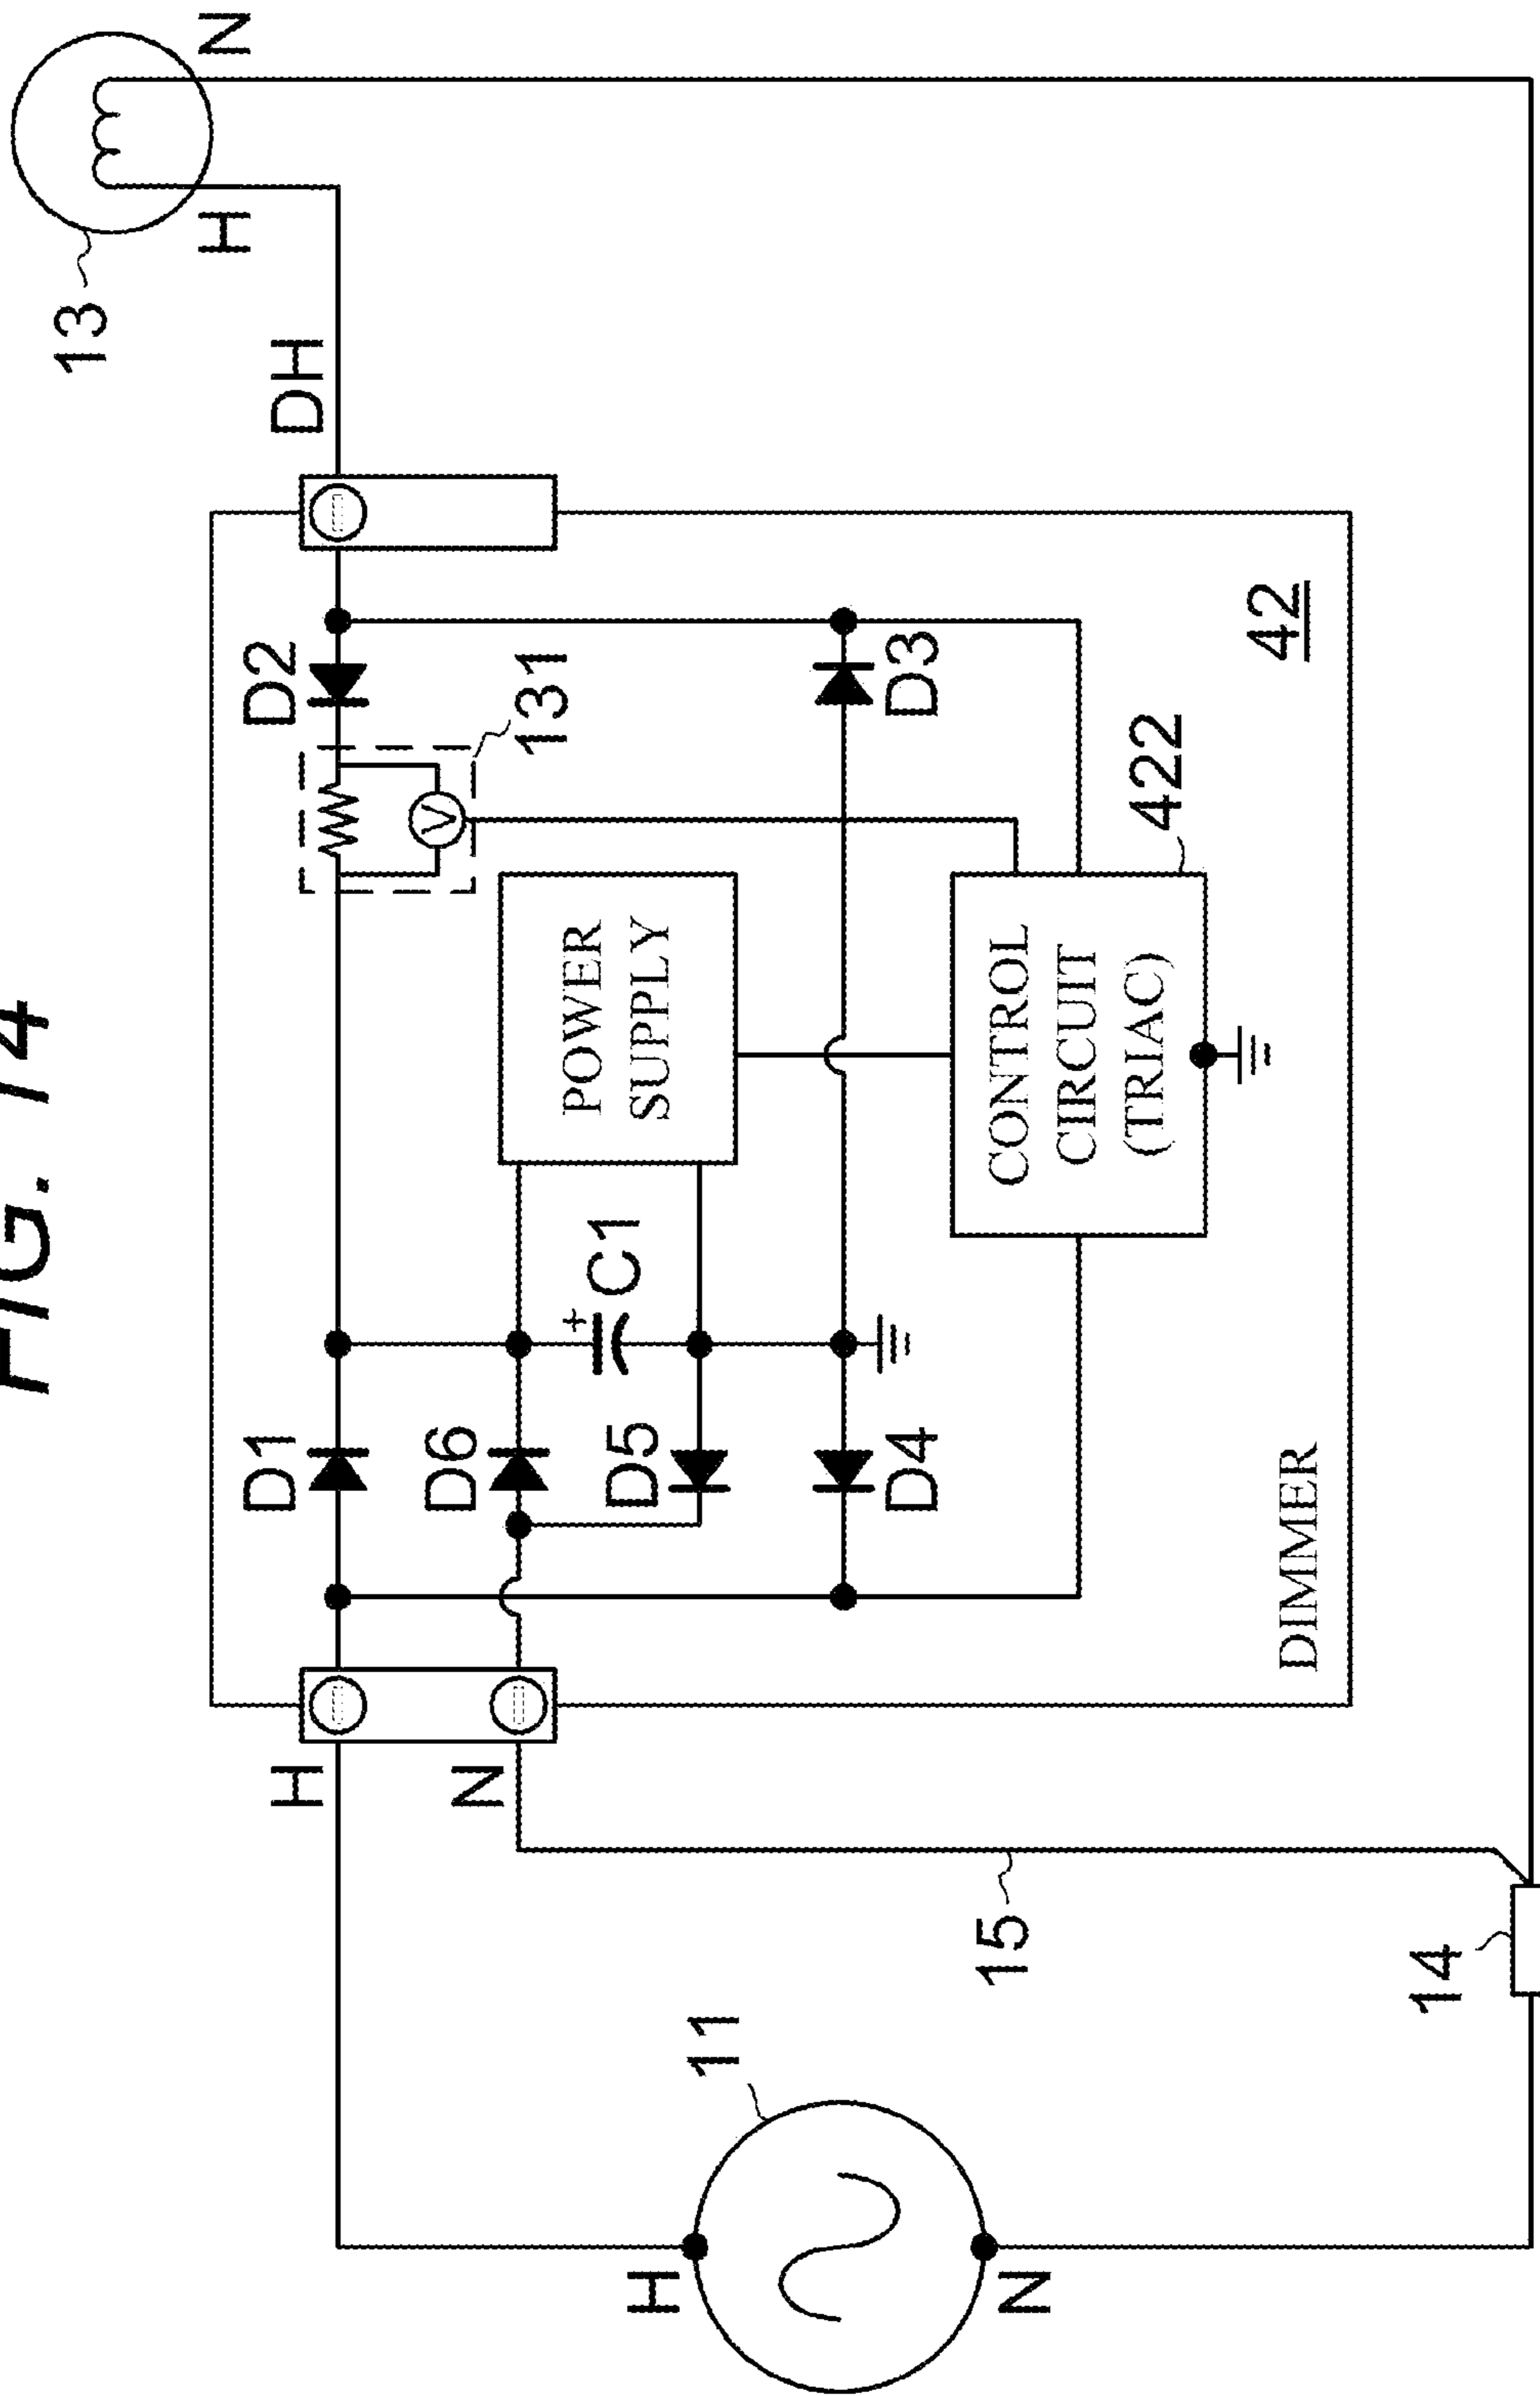 FIG. 14
13
H
N
DH
H
N
D1
D2
131
D6
D5
C1
+
POWER
SUPPLY
V
D4
D3
CONTROL
CIRCUIT
(TRIAC)
422
DIMMER
42
11
H
N
15
14